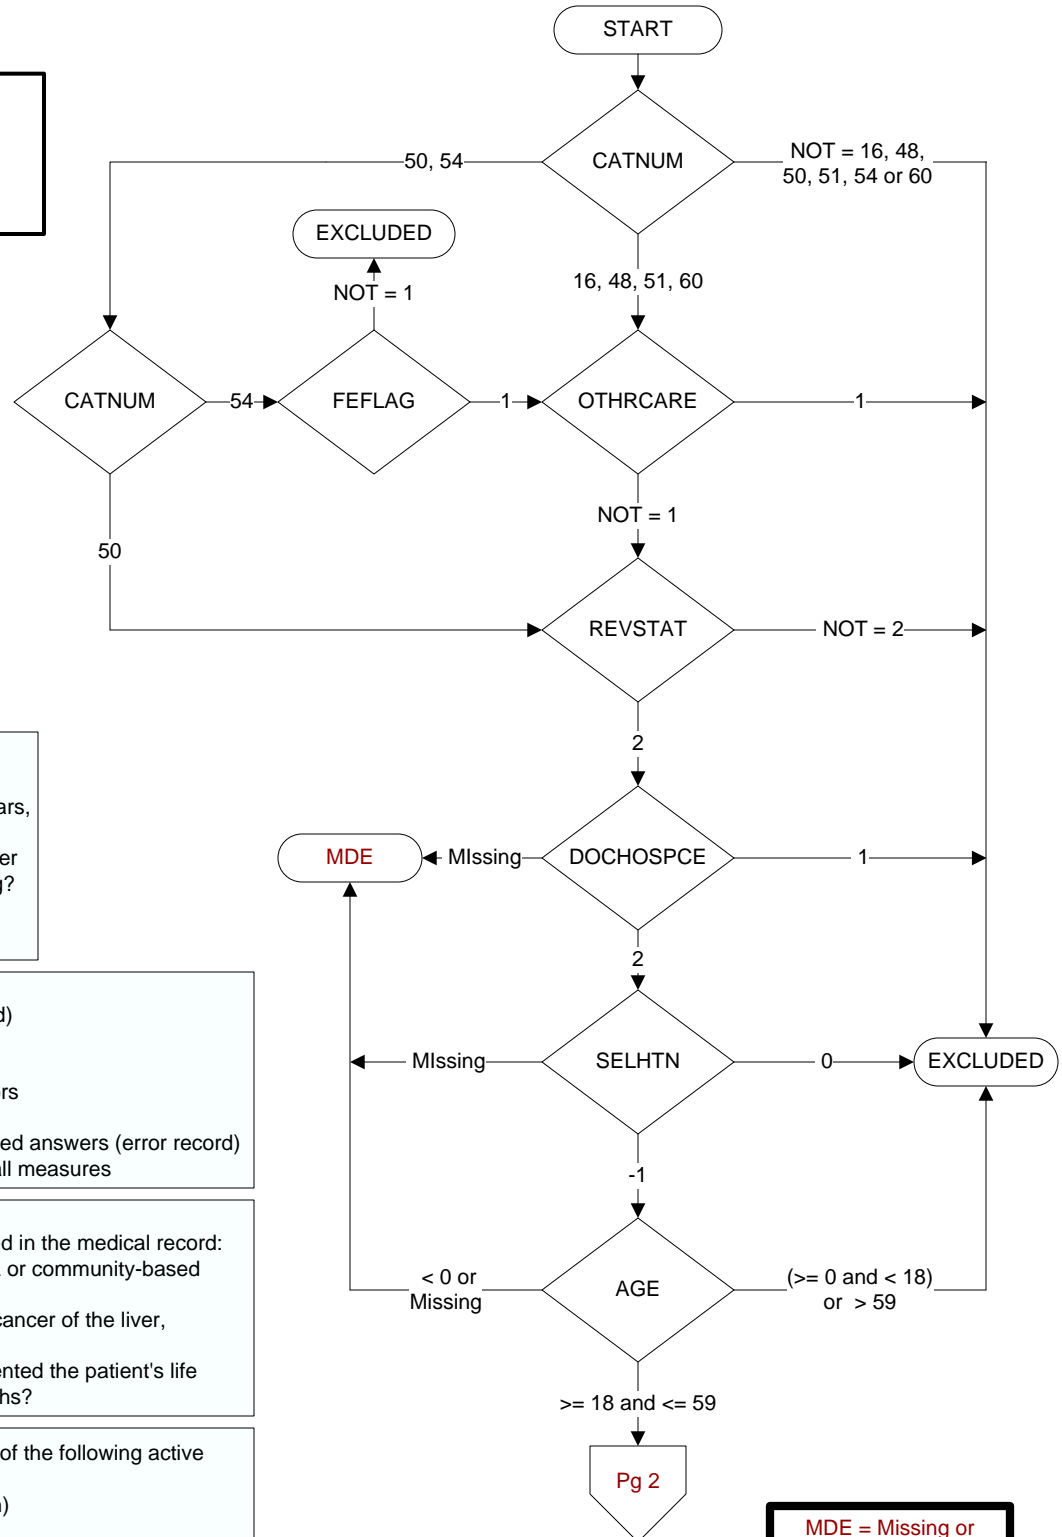 START
CATNUM
50, 54
NOT = 16, 48,
50, 51, 54 or 60
EXCLUDED
NOT = 1
16, 48, 51, 60
CATNUM
54
FEFLAG
1
OTHRCARE
1
NOT = 1
50
REVSTAT
NOT = 2
2
ars,
er
g?
MDE
MIssing
DOCHOSPCE
1
2
d)
rs
ed answers (error record)
all measures
MIssing
SELHTN
0
EXCLUDED
-1
ed in the medical record:
or community-based
cancer of the liver,
ented the patient's life
hs?
< 0 or
Missing
AGE
(>= 0 and < 18)
or > 59
>= 18 and <= 59
of the following active
)
Pg 2
MDE = Missing or